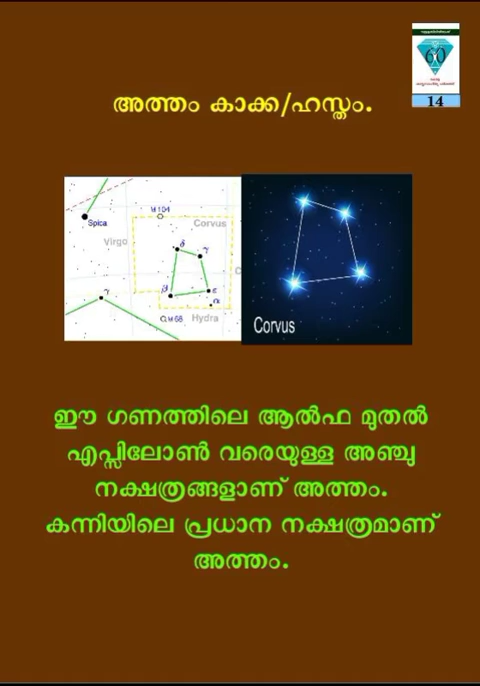 60
14
അത്തം കാക്ക/ഹസ്തം.
M 104
Spica
Corvus
Virgo
δ
γ
γ
β
ε
α
M 68
Hydra
Corvus
ഈ ഗണത്തിലെ ആൽഫ മുതൽ
എപ്സിലോൺ വരെയുള്ള അഞ്ചു
നക്ഷത്രങ്ങളാണ് അത്തം.
കന്നിയിലെ പ്രധാന നക്ഷത്രമാണ്
അത്തം.